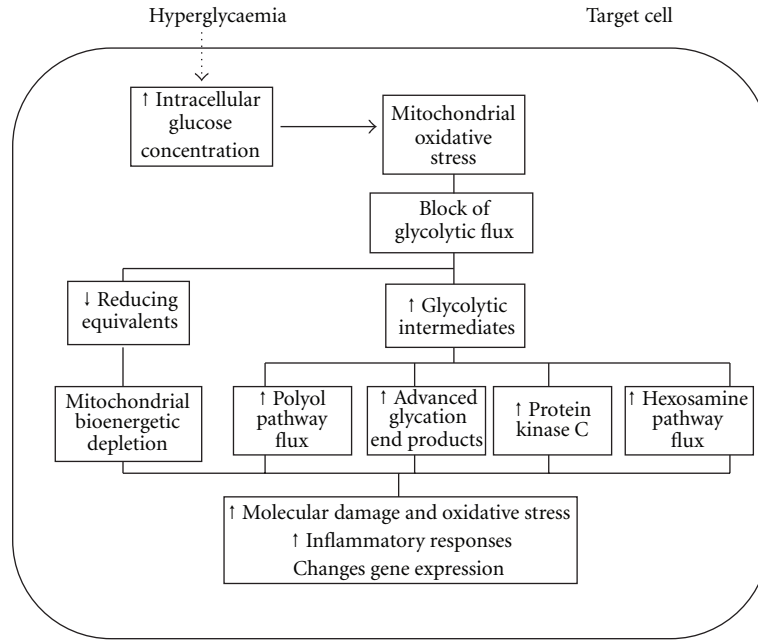 Hyperglycaemia
Target cell
↑ Intracellular
glucose
concentration
Mitochondrial
oxidative
stress
Block of
glycolytic flux
↓ Reducing
equivalents
↑ Glycolytic
intermediates
Mitochondrial
bioenergetic
depletion
↑ Polyol
pathway
flux
↑ Advanced
glycation
end products
↑ Protein
kinase C
↑ Hexosamine
pathway
flux
↑ Molecular damage and oxidative stress
↑ Inflammatory responses
Changes gene expression